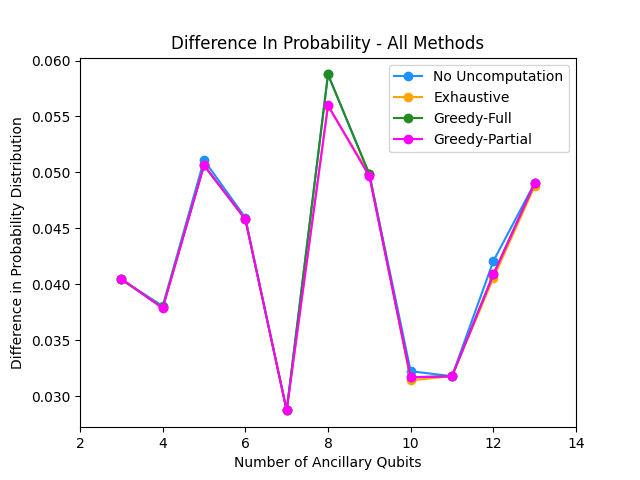 Difference In Probability - All Methods
Difference in Probability Distribution
0.060
0.055
0.050
0.045
0.040
0.035
0.030
No Uncomputation
Exhaustive
Greedy-Full
Greedy-Partial
2 4 6 8 10 12 14
Number of Ancillary Qubits